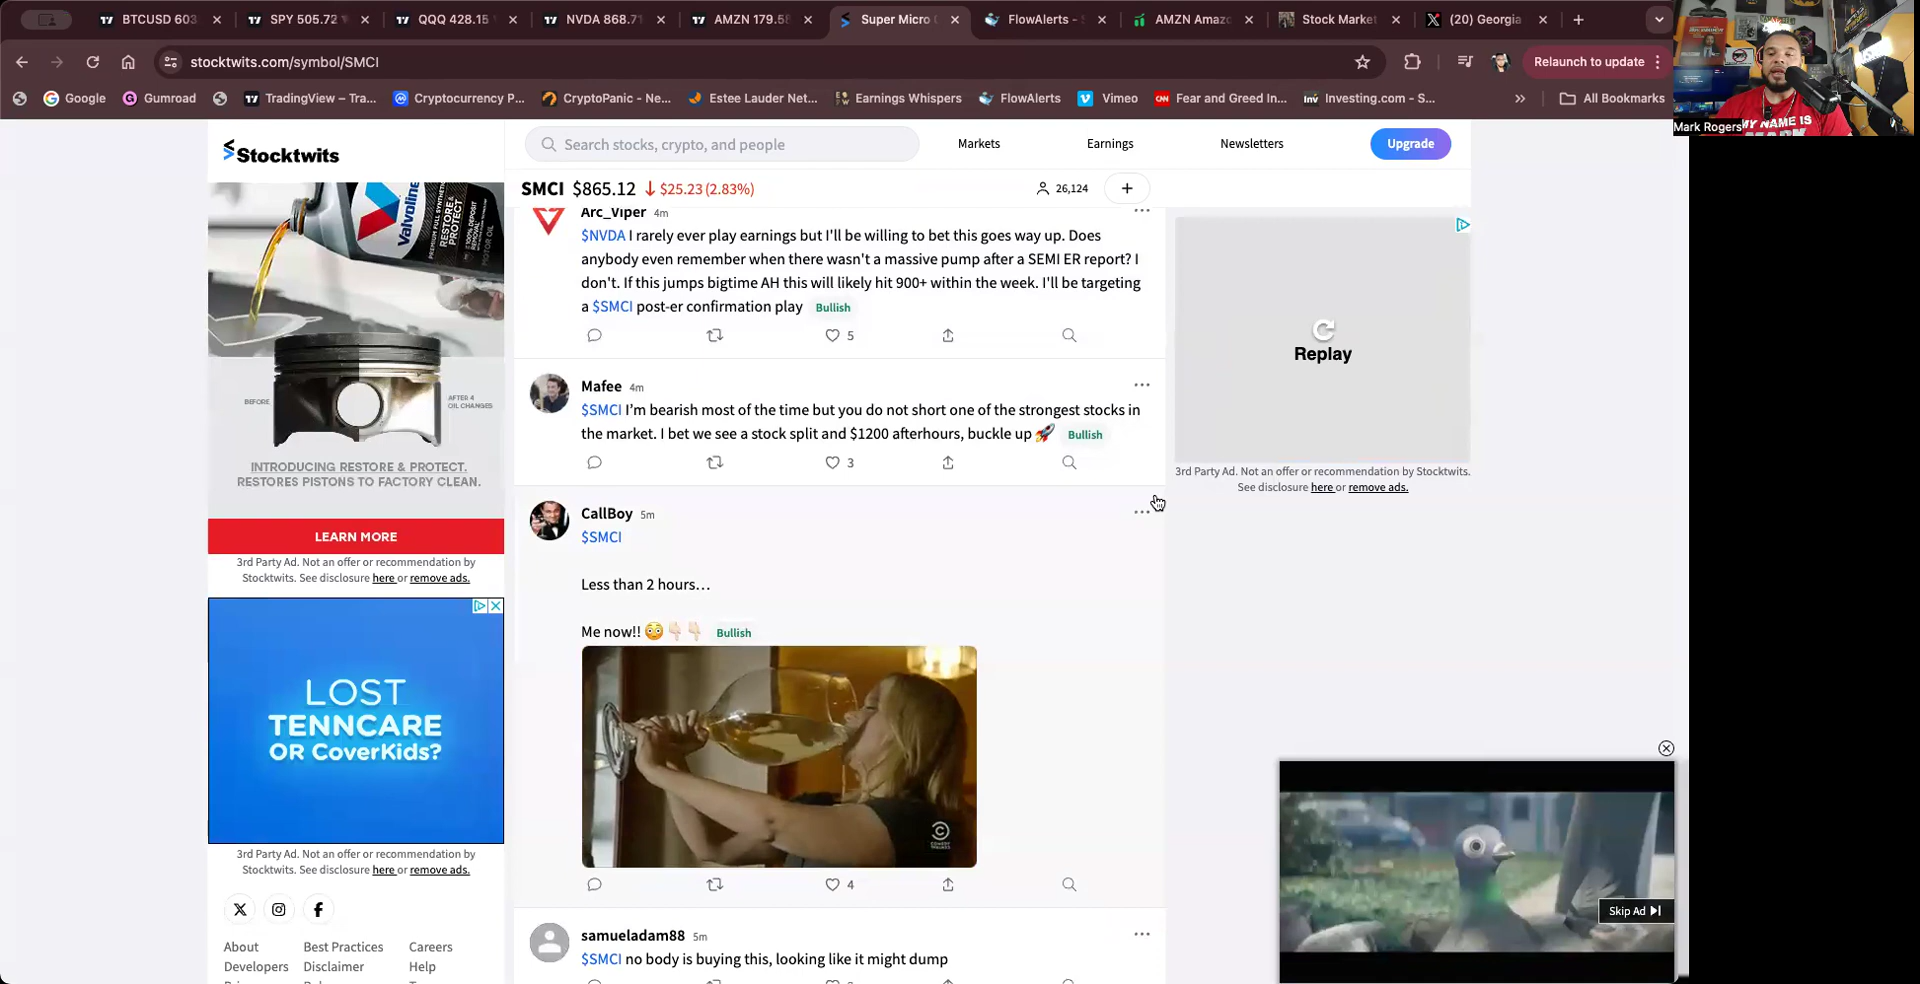 BTCUSD 603
SPY 505.72
QQQ 428.15
NVDA 868.71
AMZN 179.58
Super Micro
FlowAlerts - S
AMZN Amaz
Stock Market
(20) Georgia
stocktwits.com/symbol/SMCI
Relaunch to update
Google
Gumroad
TradingView – Tra...
Cryptocurrency P...
CryptoPanic - Ne...
Estee Lauder Net...
Earnings Whispers
FlowAlerts
Vimeo
Fear and Greed In...
Investing.com - S...
»
All Bookmarks
Mark Rogers
MY NAME IS
Stocktwits
Search stocks, crypto, and people
Markets
Earnings
Newsletters
Upgrade
SMCI $865.12 ↓ $25.23 (2.83%)
26,124
+
Arc_Viper 4m
$NVDA I rarely ever play earnings but I'll be willing to bet this goes way up. Does
anybody even remember when there wasn't a massive pump after a SEMI ER report? I
don't. If this jumps bigtime AH this will likely hit 900+ within the week. I'll be targeting
a $SMCI post-er confirmation play Bullish
5
Mafee 4m
$SMCI I’m bearish most of the time but you do not short one of the strongest stocks in
the market. I bet we see a stock split and $1200 afterhours, buckle up 🚀 Bullish
3
CallBoy 5m
$SMCI
Less than 2 hours…
Me now!! 😳👇🏻👇🏻 Bullish
4
samueladam88 5m
$SMCI no body is buying this, looking like it might dump
Valvoline
RESTORE &
PROTECT
BEFORE
AFTER 4
OIL CHANGES
INTRODUCING RESTORE & PROTECT.
RESTORES PISTONS TO FACTORY CLEAN.
LEARN MORE
3rd Party Ad. Not an offer or recommendation by
Stocktwits. See disclosure here or remove ads.
LOST
TENNCARE
OR CoverKids?
3rd Party Ad. Not an offer or recommendation by
Stocktwits. See disclosure here or remove ads.
About
Best Practices
Careers
Developers
Disclaimer
Help
Replay
3rd Party Ad. Not an offer or recommendation by Stocktwits.
See disclosure here or remove ads.
Skip Ad